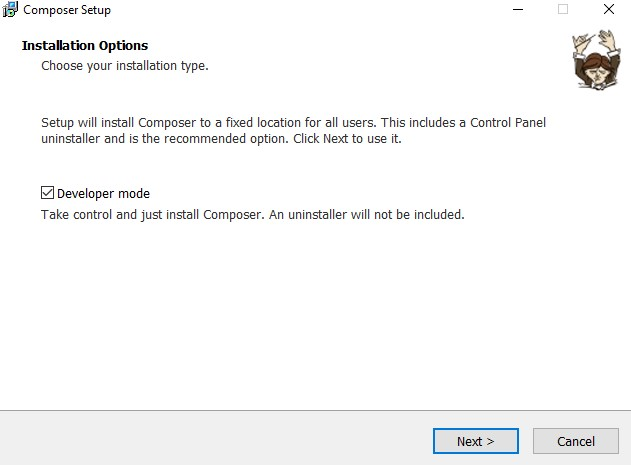 Composer Setup
Installation Options
Choose your installation type.
Setup will install Composer to a fixed location for all users. This includes a Control Panel
uninstaller and is the recommended option. Click Next to use it.
Developer mode
Take control and just install Composer. An uninstaller will not be included.
Next >
Cancel